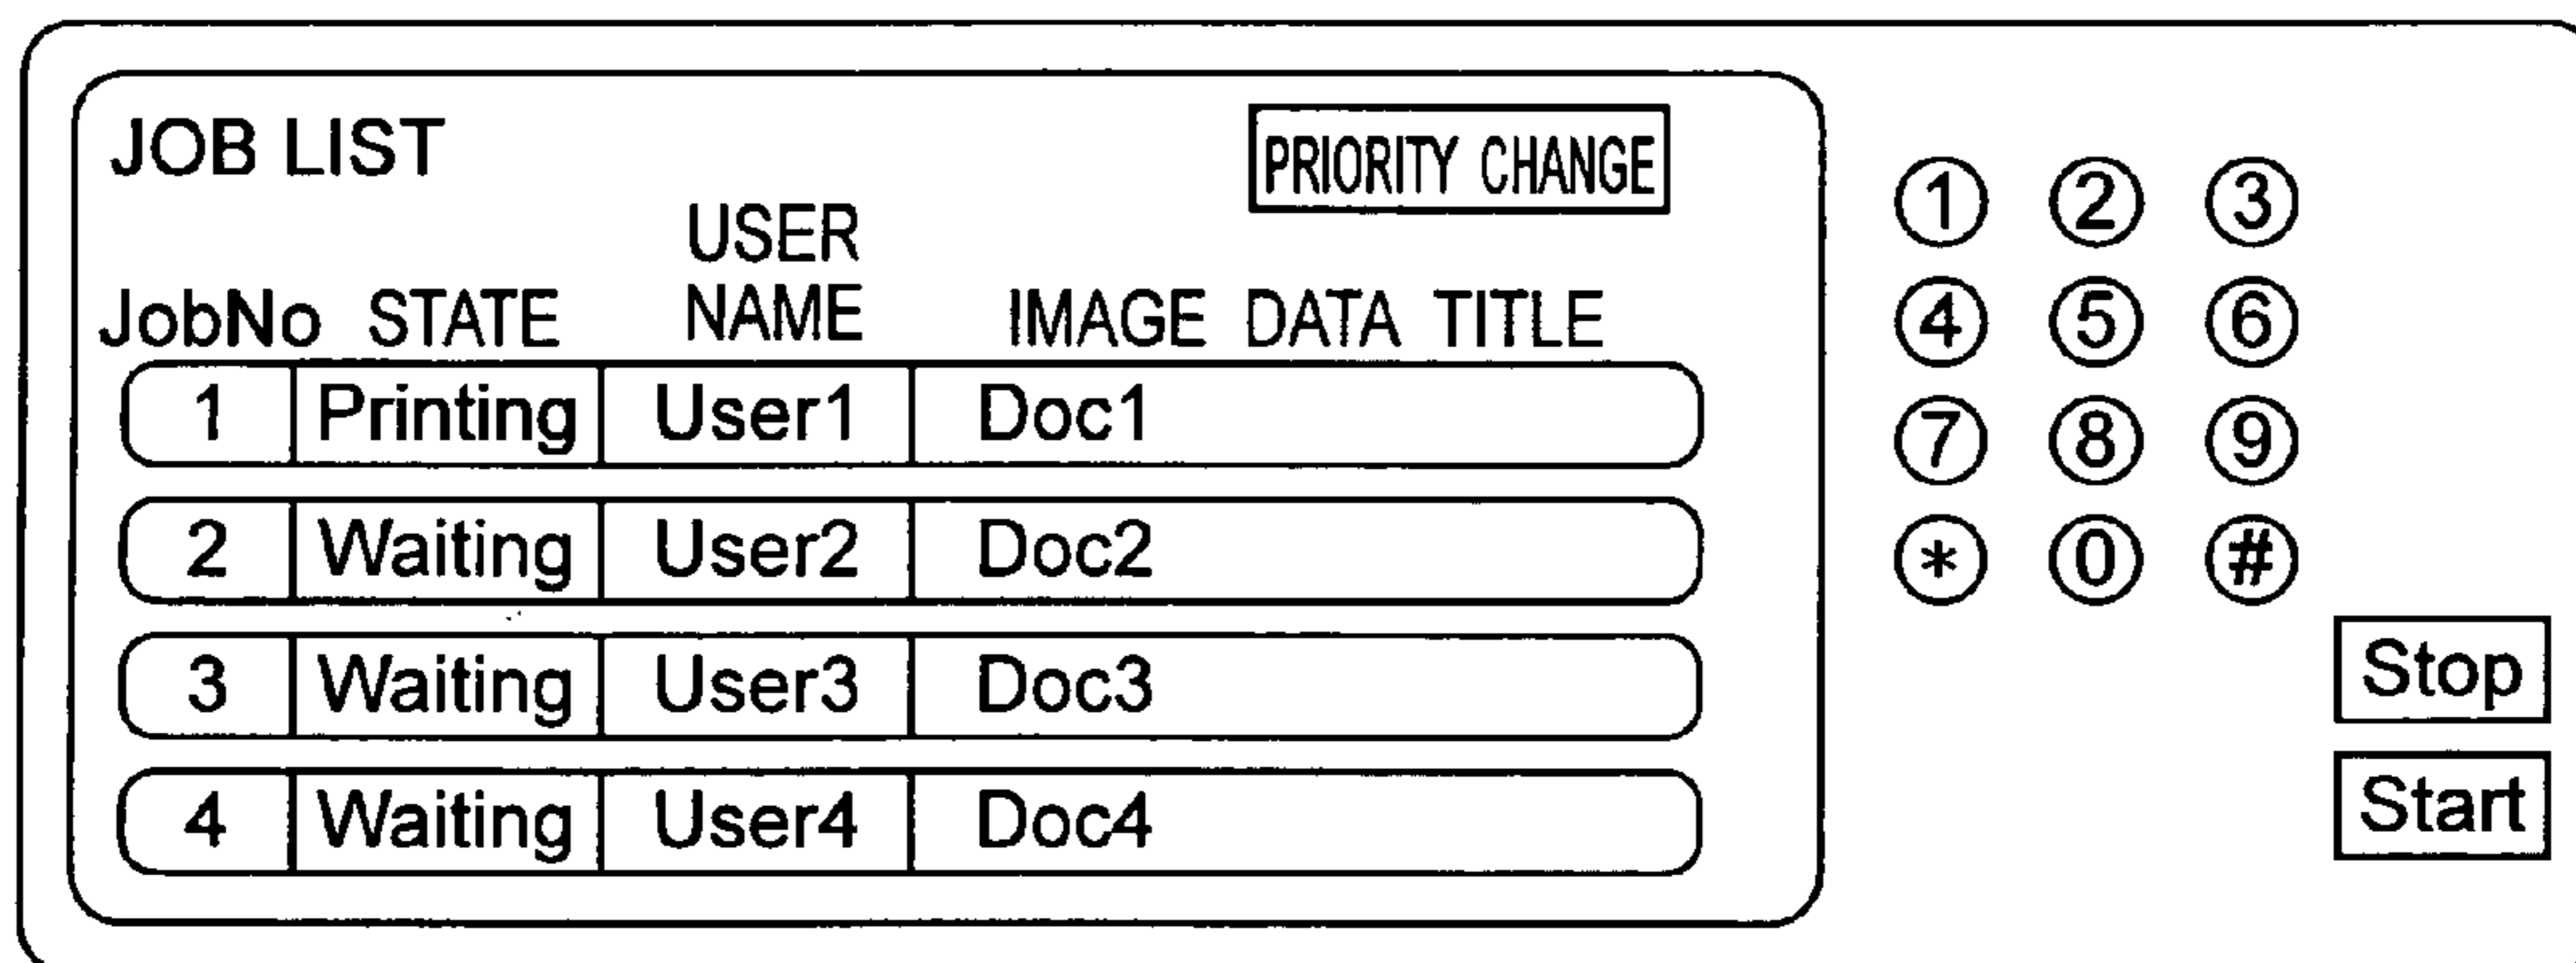 JOB LIST
PRIORITY CHANGE
JobNo STATE USER NAME IMAGE DATA TITLE
1 Printing User1 Doc1
2 Waiting User2 Doc2
3 Waiting User3 Doc3
4 Waiting User4 Doc4
1 2 3
4 5 6
7 8 9
* 0 #
Stop
Start